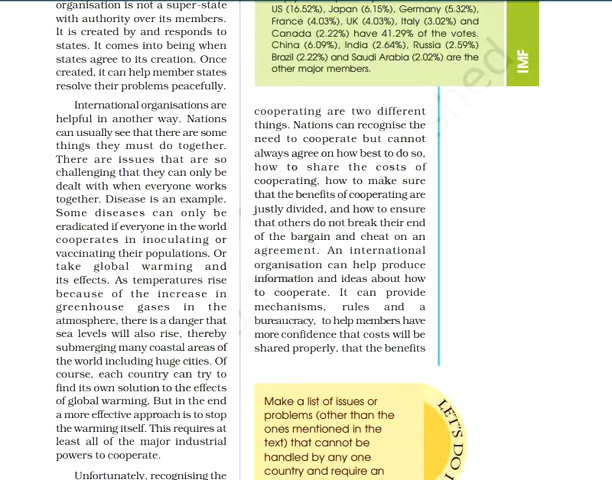 organisation is not a super-state
with authority over its members.
It is created by and responds to
states. It comes into being when
states agree to its creation. Once
created, it can help member states
resolve their problems peacefully.
International organisations are
helpful in another way. Nations
can usually see that there are some
things they must do together.
There are issues that are so
challenging that they can only be
dealt with when everyone works
together. Disease is an example.
Some diseases can only be
eradicated if everyone in the world
cooperates in inoculating or
vaccinating their populations. Or
take global warming and
its effects. As temperatures rise
because of the increase in
greenhouse gases in the
atmosphere, there is a danger that
sea levels will also rise, thereby
submerging many coastal areas of
the world including huge cities. Of
course, each country can try to
find its own solution to the effects
of global warming. But in the end
a more effective approach is to stop
the warming itself. This requires at
least all of the major industrial
powers to cooperate.
Unfortunately, recognising the
US (16.52%), Japan (6.15%), Germany (5.32%),
France (4.03%), UK (4.03%), Italy (3.02%) and
Canada (2.22%) have 41.29% of the votes.
China (6.09%), India (2.64%), Russia (2.59%)
Brazil (2.22%) and Saudi Arabia (2.02%) are the
other major members.
IMF
cooperating are two different
things. Nations can recognise the
need to cooperate but cannot
always agree on how best to do so,
how to share the costs of
cooperating, how to make sure
that the benefits of cooperating are
justly divided, and how to ensure
that others do not break their end
of the bargain and cheat on an
agreement. An international
organisation can help produce
information and ideas about how
to cooperate. It can provide
mechanisms, rules and a
bureaucracy, to help members have
more confidence that costs will be
shared properly, that the benefits
Make a list of issues or
problems (other than the
ones mentioned in the
text) that cannot be
handled by any one
country and require an
LET'S DO I